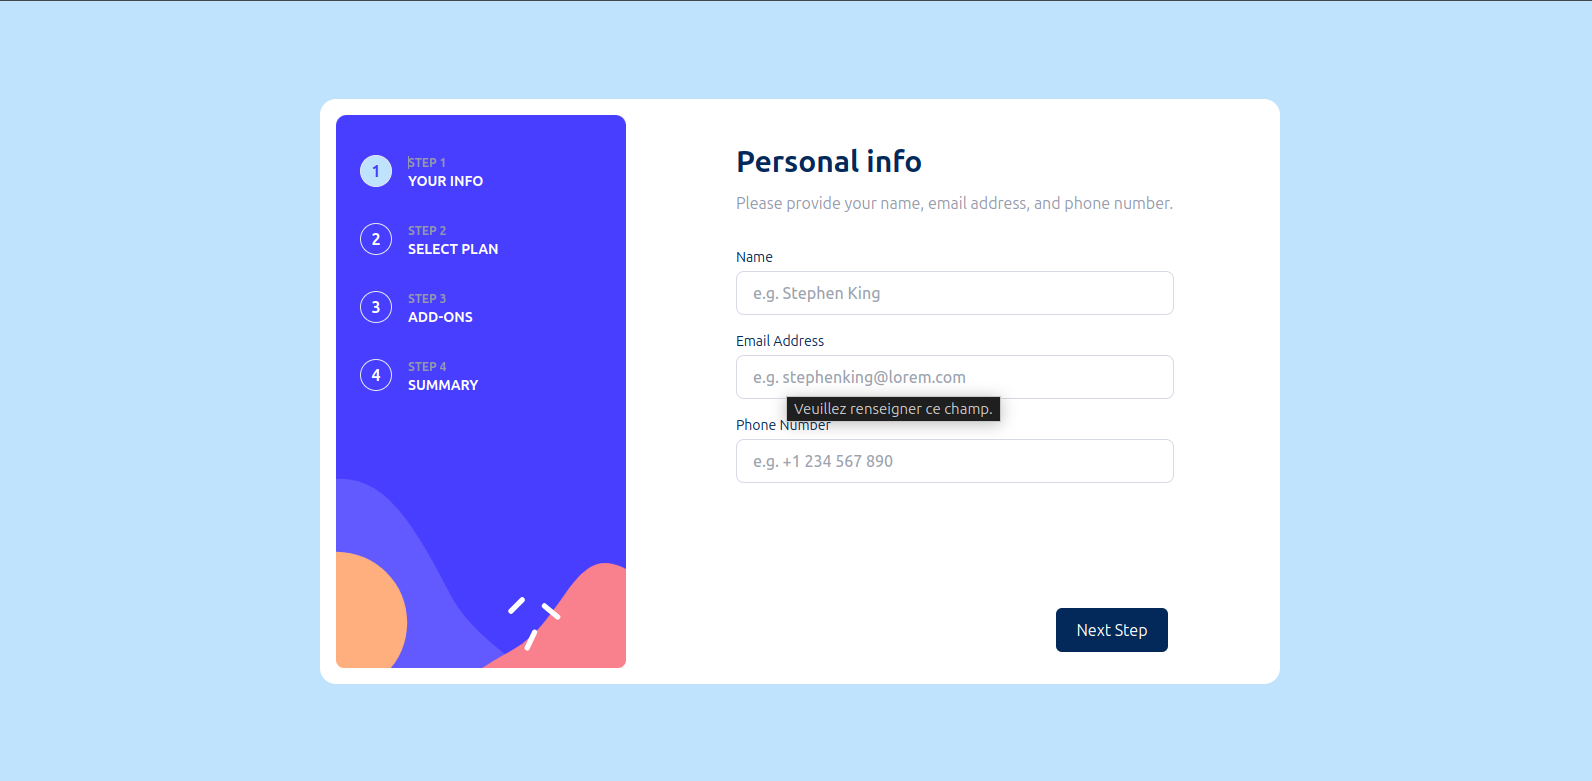 1
STEP 1
YOUR INFO
2
STEP 2
SELECT PLAN
3
STEP 3
ADD-ONS
4
STEP 4
SUMMARY
Personal info
Please provide your name, email address, and phone number.
Name
e.g. Stephen King
Email Address
e.g. stephenking@lorem.com
Veuillez renseigner ce champ.
Phone Number
e.g. +1 234 567 890
Next Step